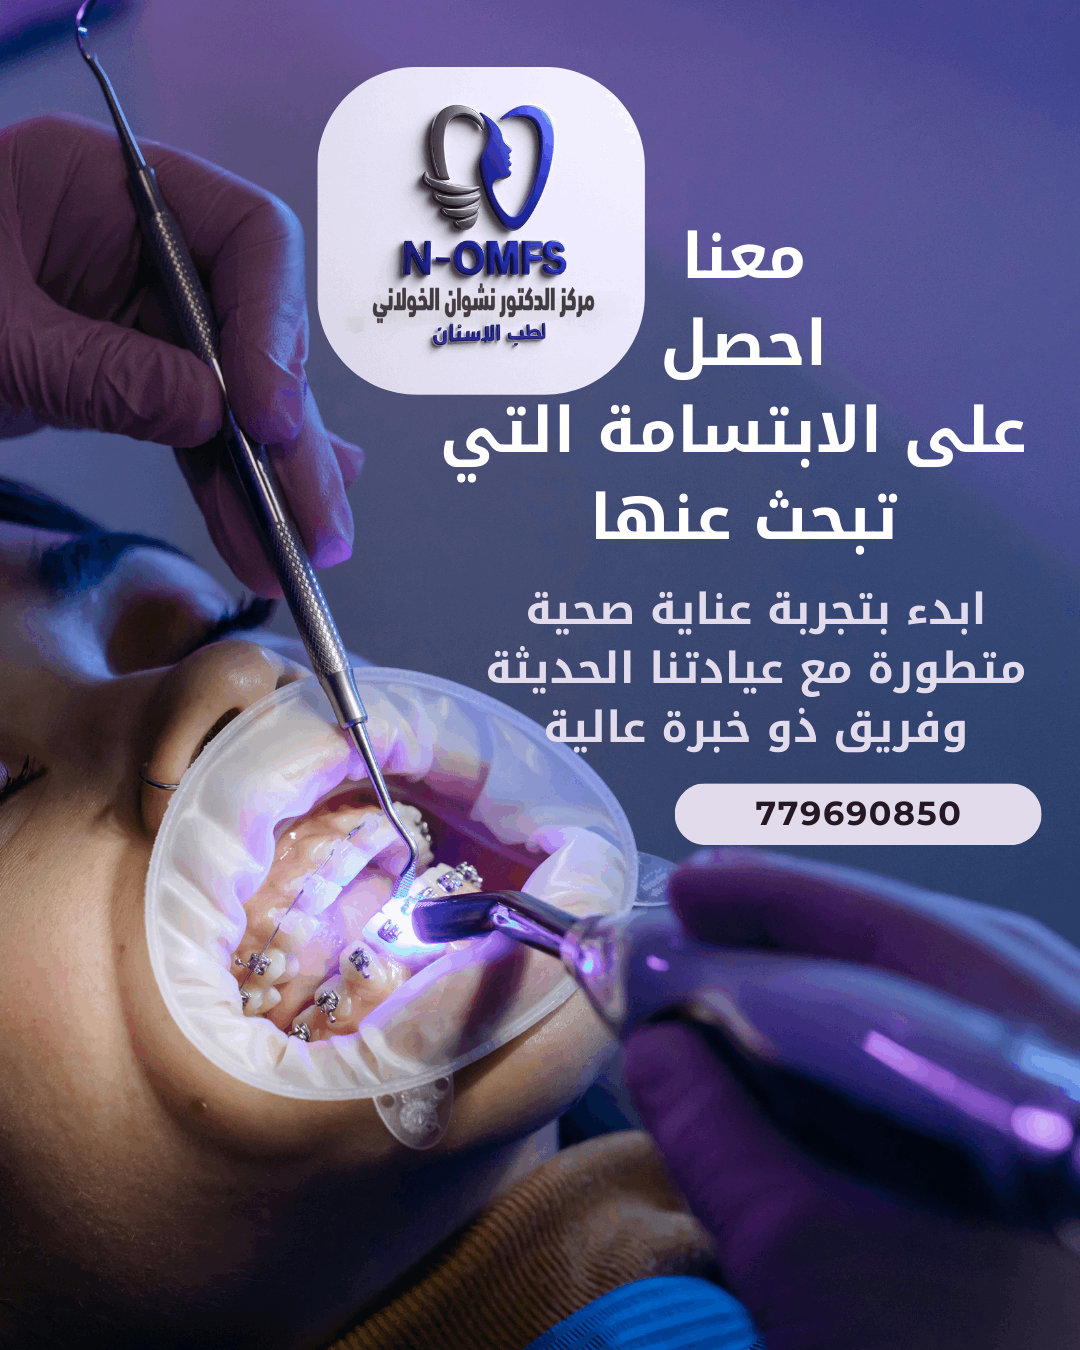 N-OMFS
مركز الدكتور نشوان الخولاني
لطب الاسنان
معنا
احصل
على الابتسامة التي
تبحث عنها
ابدء بتجربة عناية صحية
متطورة مع عيادتنا الحديثة
وفريق ذو خبرة عالية
779690850